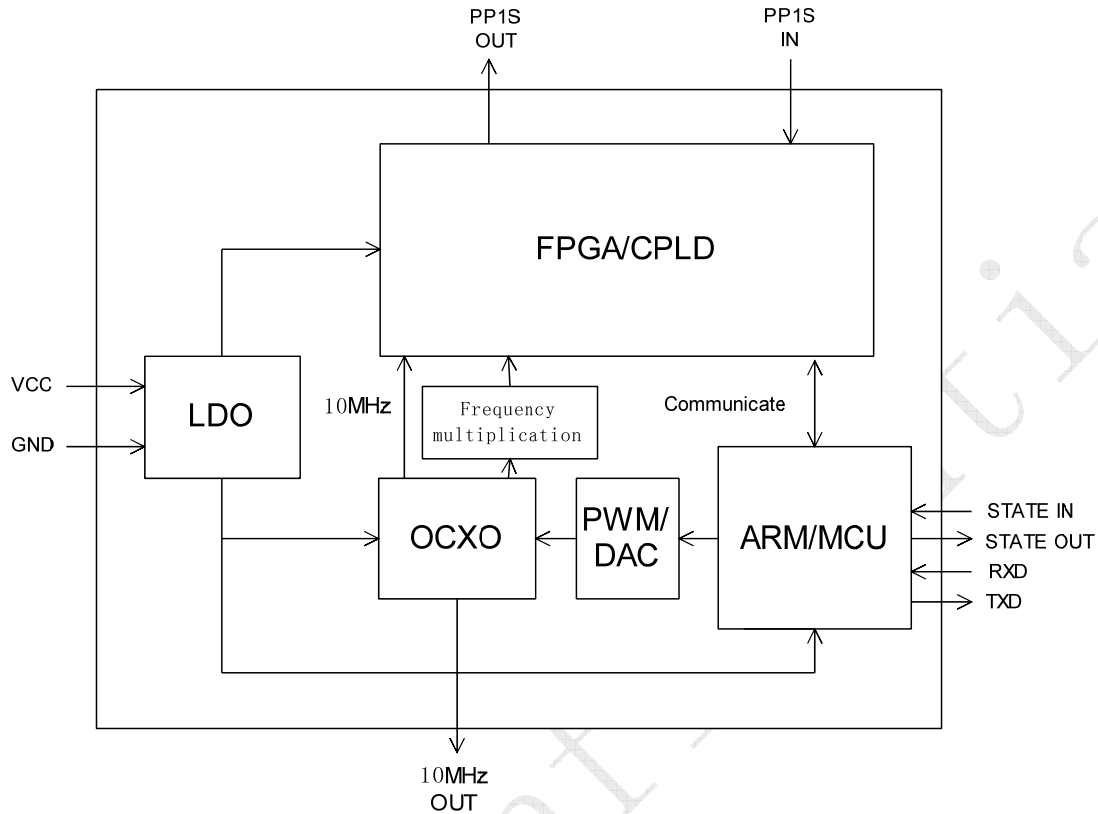 PP1S
OUT
PP1S
IN
FPGA/CPLD
VCC
GND
LDO
10MHz
Frequency
multiplication
Communicate
OCXO
PWM/
DAC
ARM/MCU
STATE IN
STATE OUT
RXD
TXD
10MHz
OUT